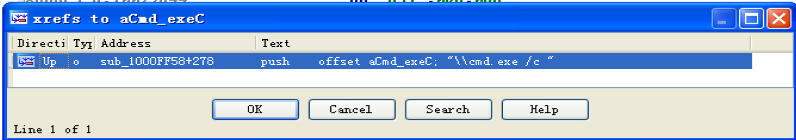 xrefs to aCmd_exeC
Directi Typ Address Text
Up o sub_1000FF58+278 push offset aCmd_exeC; "\\cmd.exe /c "
OK Cancel Search Help
Line 1 of 1